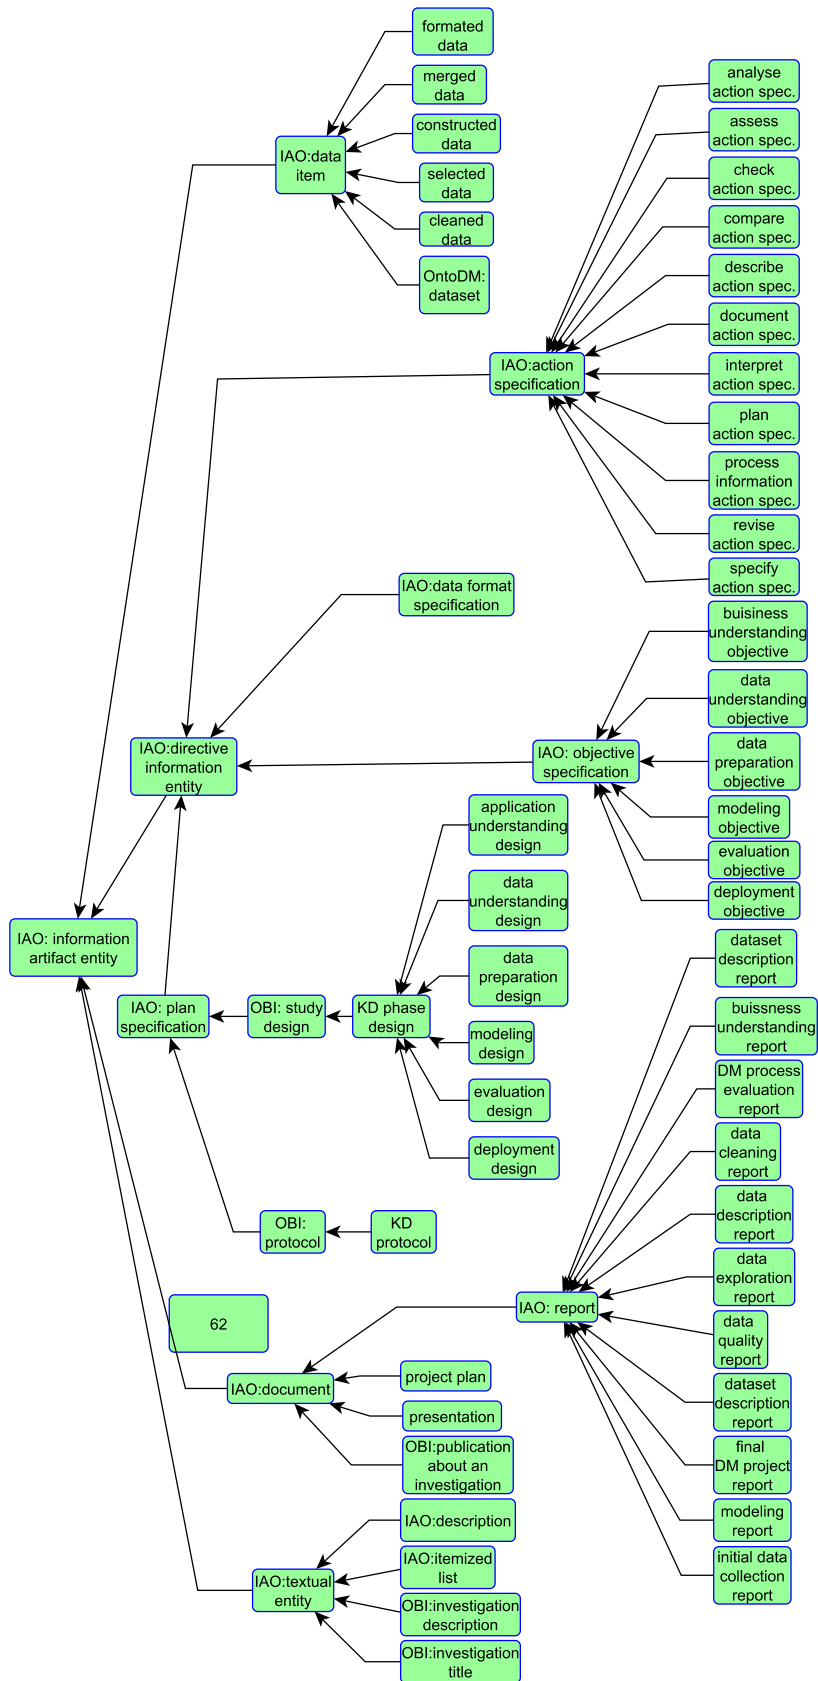 formated
data
merged
data
constructed
data
selected
data
cleaned
data
OntoDM:
dataset
IAO:data
item
analyse
action spec.
assess
action spec.
check
action spec.
compare
action spec.
describe
action spec.
document
action spec.
interpret
action spec.
plan
action spec.
process
information
action spec.
revise
action spec.
specify
action spec.
IAO:action
specification
IAO:data format
specification
buisiness
understanding
objective
data
understanding
objective
data
preparation
objective
modeling
objective
evaluation
objective
deployment
objective
IAO: objective
specification
IAO:directive
information
entity
application
understanding
design
data
understanding
design
data
preparation
design
modeling
design
evaluation
design
deployment
design
IAO: information
artifact entity
IAO: plan
specification
OBI: study
design
KD phase
design
OBI:
protocol
KD
protocol
dataset
description
report
buissness
understanding
report
DM process
evaluation
report
data
cleaning
report
data
description
report
data
exploration
report
data
quality
report
dataset
description
report
final
DM project
report
modeling
report
initial data
collection
report
IAO: report
62
IAO:document
project plan
presentation
OBI:publication
about an
investigation
IAO:description
IAO:itemized
list
OBI:investigation
description
OBI:investigation
title
IAO:textual
entity